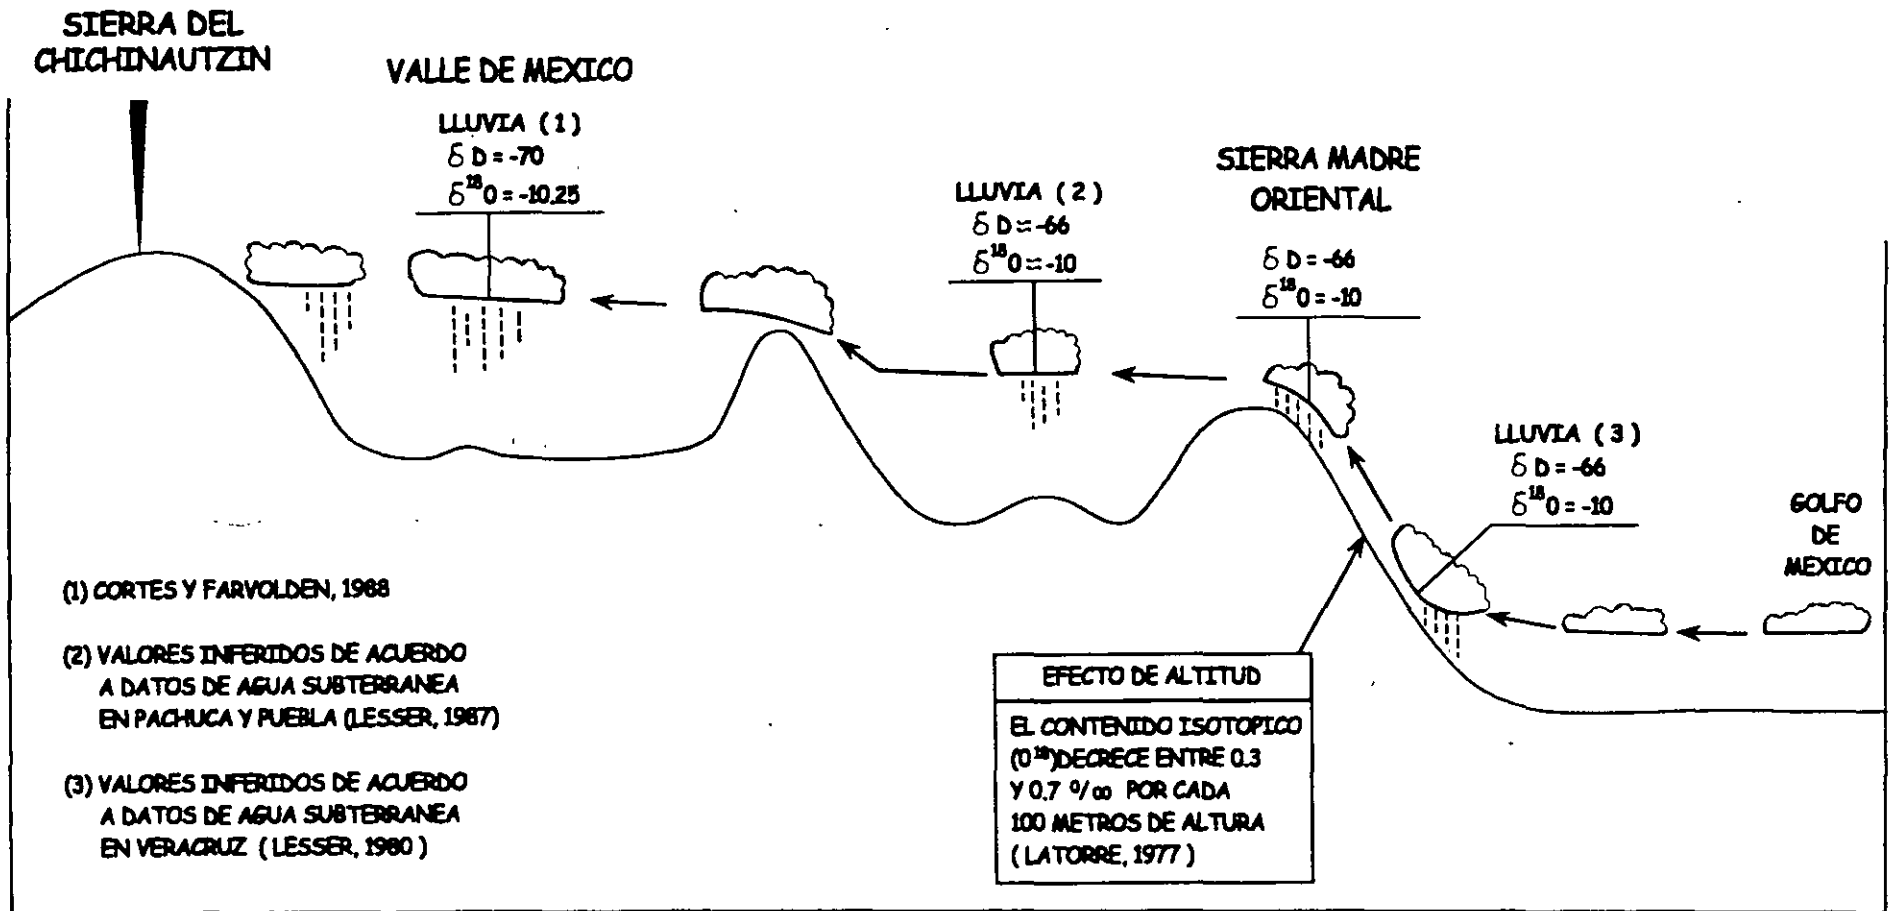 SIERRA DEL
CHICHINAUTZIN
VALLE DE MEXICO
LLUVIA (1)
δ D = -70
δ¹⁸O = -10.25
LLUVIA (2)
δ D ≈ -66
δ¹⁸O ≈ -10
SIERRA MADRE
ORIENTAL
δ D = -66
δ¹⁸O = -10
LLUVIA (3)
δ D = -66
δ¹⁸O = -10
GOLFO
DE
MEXICO
(1) CORTES Y FARVOLDEN, 1988
(2) VALORES INFERIDOS DE ACUERDO
A DATOS DE AGUA SUBTERRANEA
EN PACHUCA Y PUEBLA (LESSER, 1987)
(3) VALORES INFERIDOS DE ACUERDO
A DATOS DE AGUA SUBTERRANEA
EN VERACRUZ (LESSER, 1980)
EFECTO DE ALTITUD
EL CONTENIDO ISOTOPICO
(O¹⁸) DECRECE ENTRE 0.3
Y 0.7 ‰ POR CADA
100 METROS DE ALTURA
(LATORRE, 1977)